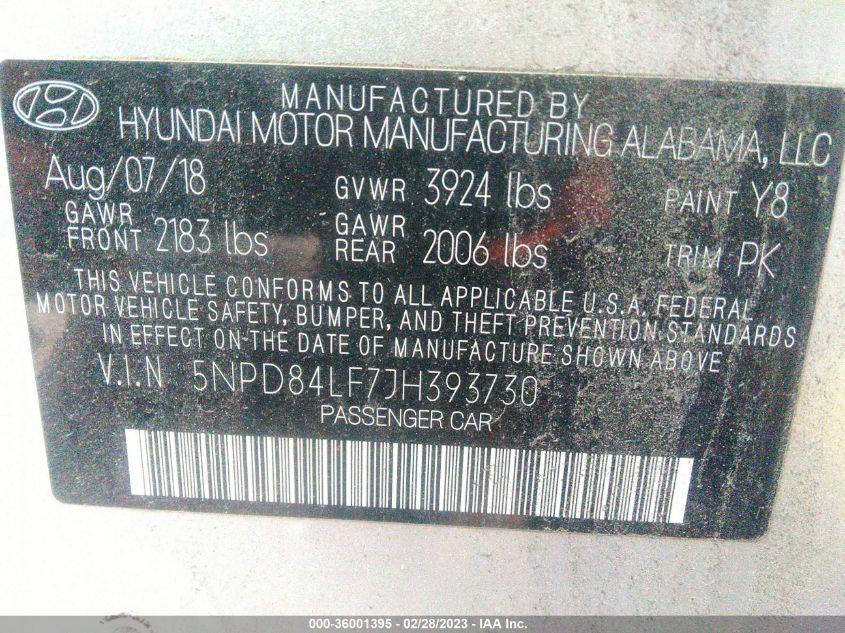 MANUFACTURED BY
HYUNDAI MOTOR MANUFACTURING ALABAMA, LLC
Aug/07/18 GVWR 3924 lbs PAINT Y8
GAWR FRONT 2183 lbs GAWR REAR 2006 lbs TRIM PK
THIS VEHICLE CONFORMS TO ALL APPLICABLE U.S.A. FEDERAL
MOTOR VEHICLE SAFETY, BUMPER, AND THEFT PREVENTION STANDARDS
IN EFFECT ON-THE DATE OF MANUFACTURE SHOWN ABOVE
V.I.N 5NPD84LF7JH393730
PASSENGER CAR
000-36001395 - 02/28/2023 - IAA Inc.